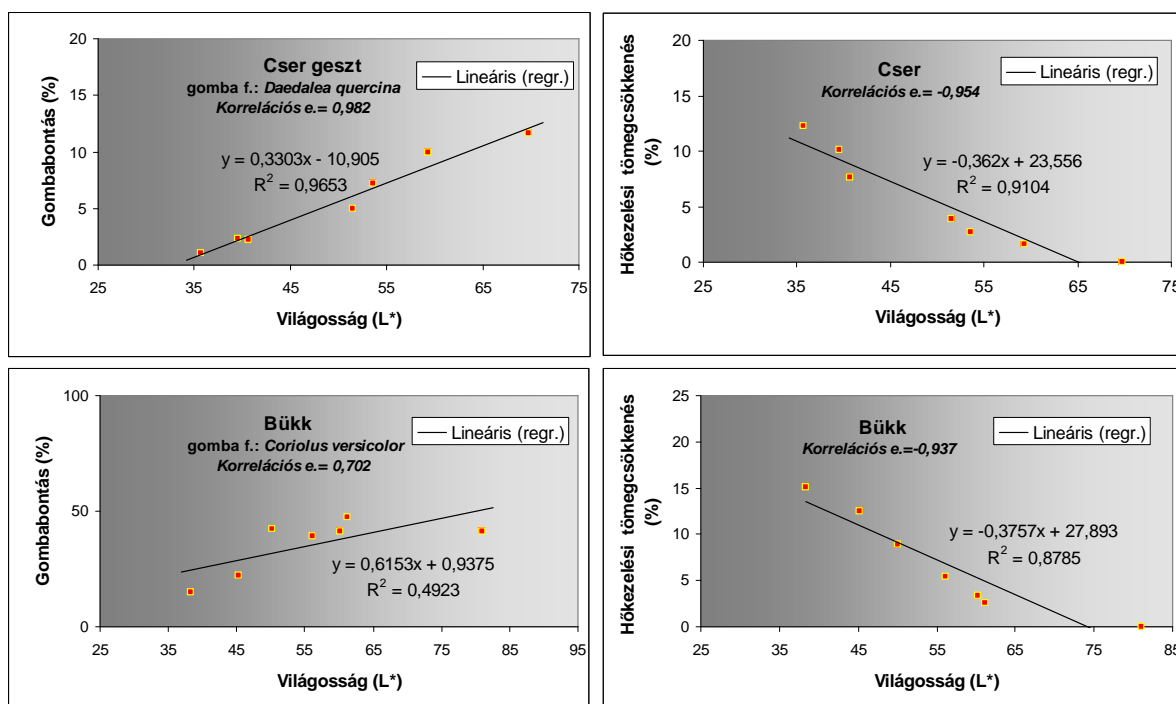 Cser geszt
gomba f.: Daedalea quercina
Korrelációs e.= 0,982
Lineáris (regr.)
y = 0,3303x - 10,905
R² = 0,9653
Gombabontás (%)
20
15
10
5
0
25 35 45 55 65 75
Világosság (L*)
Cser
Korrelációs e.= -0,954
Lineáris (regr.)
y = -0,362x + 23,556
R² = 0,9104
Hőkezelési tömegcsökkenés
(%)
20
15
10
5
0
25 35 45 55 65 75
Világosság (L*)
Bükk
gomba f.: Coriolus versicolor
Korrelációs e.= 0,702
Lineáris (regr.)
y = 0,6153x + 0,9375
R² = 0,4923
Gombabontás (%)
100
50
0
25 35 45 55 65 75 85 95
Világosság (L*)
Bükk
Korrelációs e.=-0,937
Lineáris (regr.)
y = -0,3757x + 27,893
R² = 0,8785
Hőkezelési tömegcsökkenés
(%)
25
20
15
10
5
0
25 35 45 55 65 75 85
Világosság (L*)